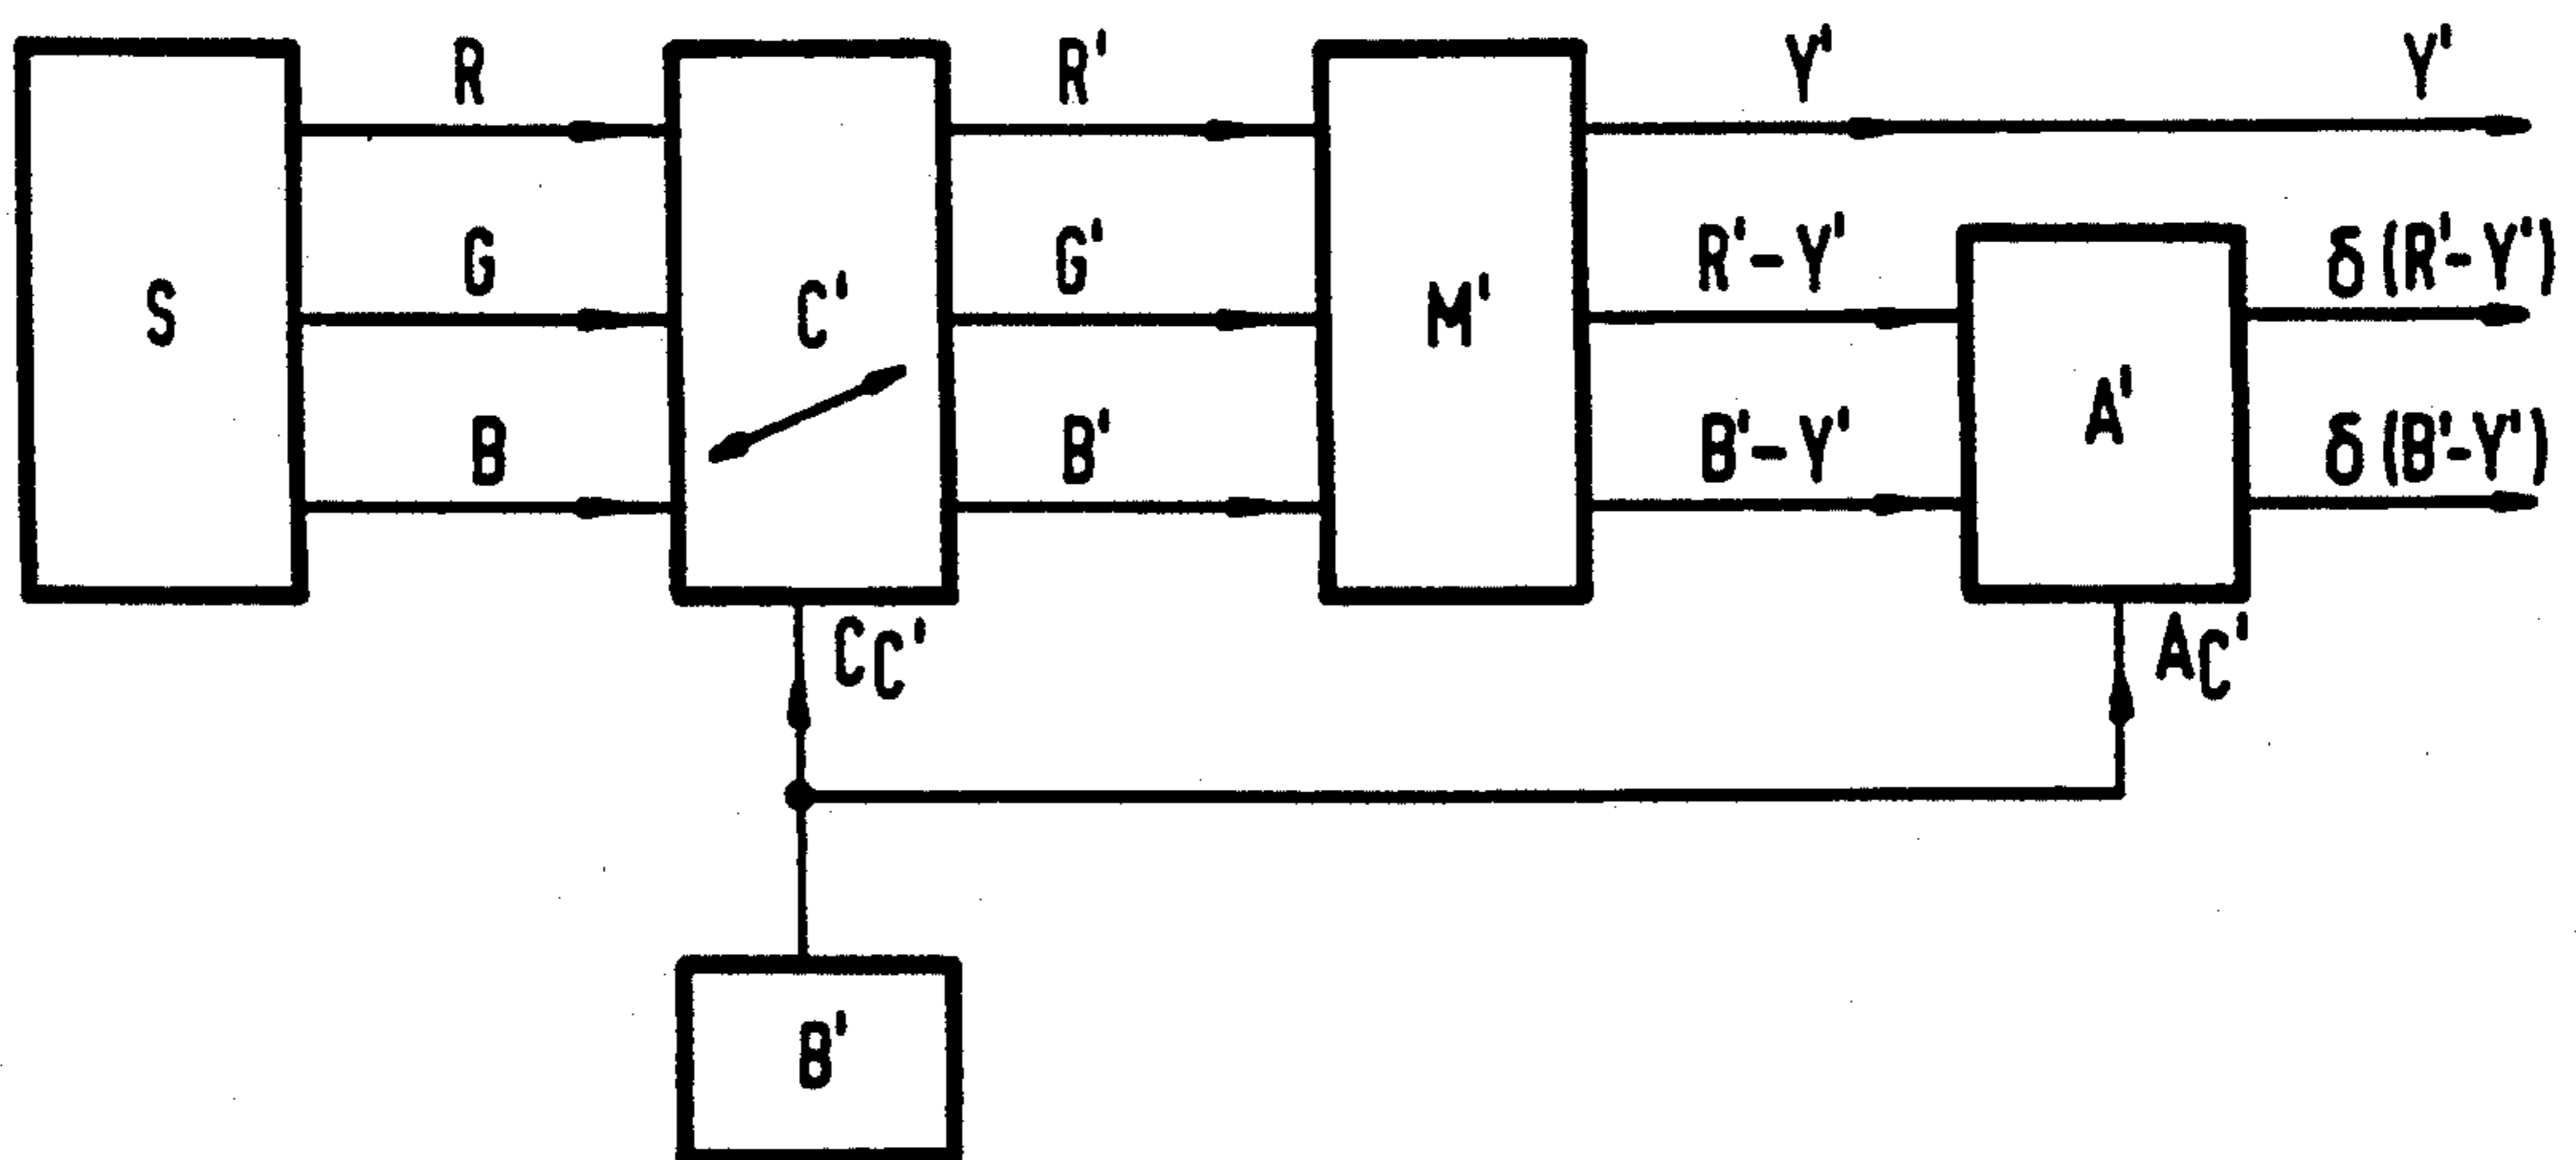 R R' Y' Y'
G G' R'-Y' δ(R'-Y')
S C' M'
B B' B'-Y' A' δ(B'-Y')
CC' AC'
B'